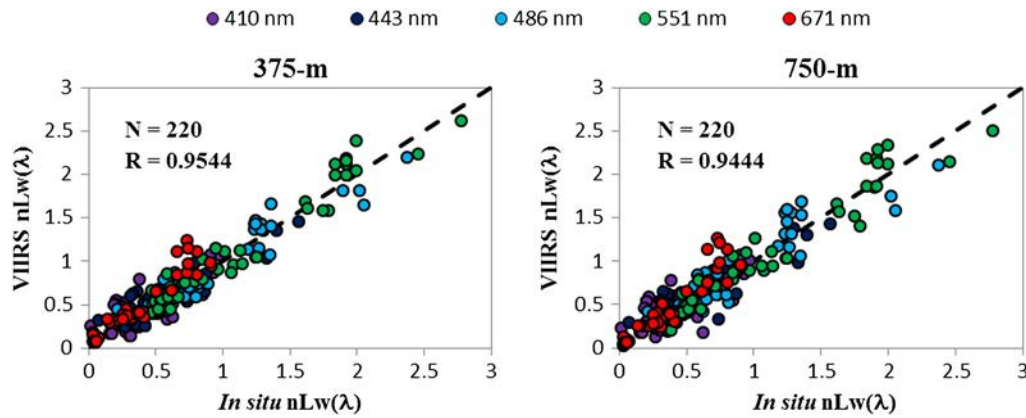 410 nm 443 nm 486 nm 551 nm 671 nm
375-m
3
2.5
2
1.5
1
0.5
0
N = 220
R = 0.9544
VIIRS nLw(λ)
0 0.5 1 1.5 2 2.5 3
In situ nLw(λ)
750-m
3
2.5
2
1.5
1
0.5
0
N = 220
R = 0.9444
VIIRS nLw(λ)
0 0.5 1 1.5 2 2.5 3
In situ nLw(λ)